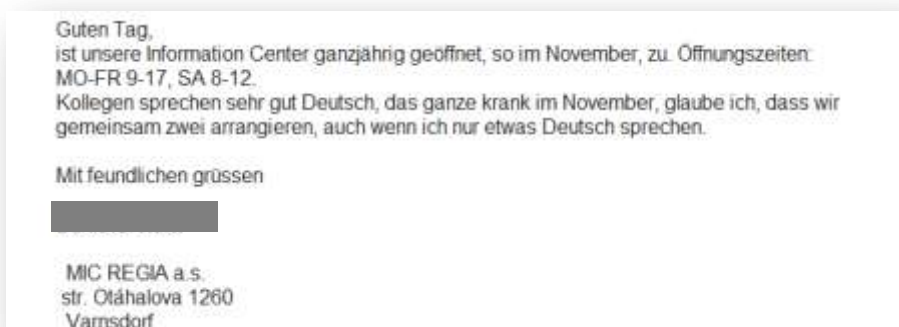 Guten Tag,
ist unsere Information Center ganzjährig geöffnet, so im November, zu. Öffnungszeiten:
MO-FR 9-17, SA 8-12.
Kollegen sprechen sehr gut Deutsch, das ganze krank im November, glaube ich, dass wir
gemeinsam zwei arrangieren, auch wenn ich nur etwas Deutsch sprechen.
Mit feundlichen grüssen
MIC REGIA a.s.
str. Otáhalova 1260
Varnsdorf